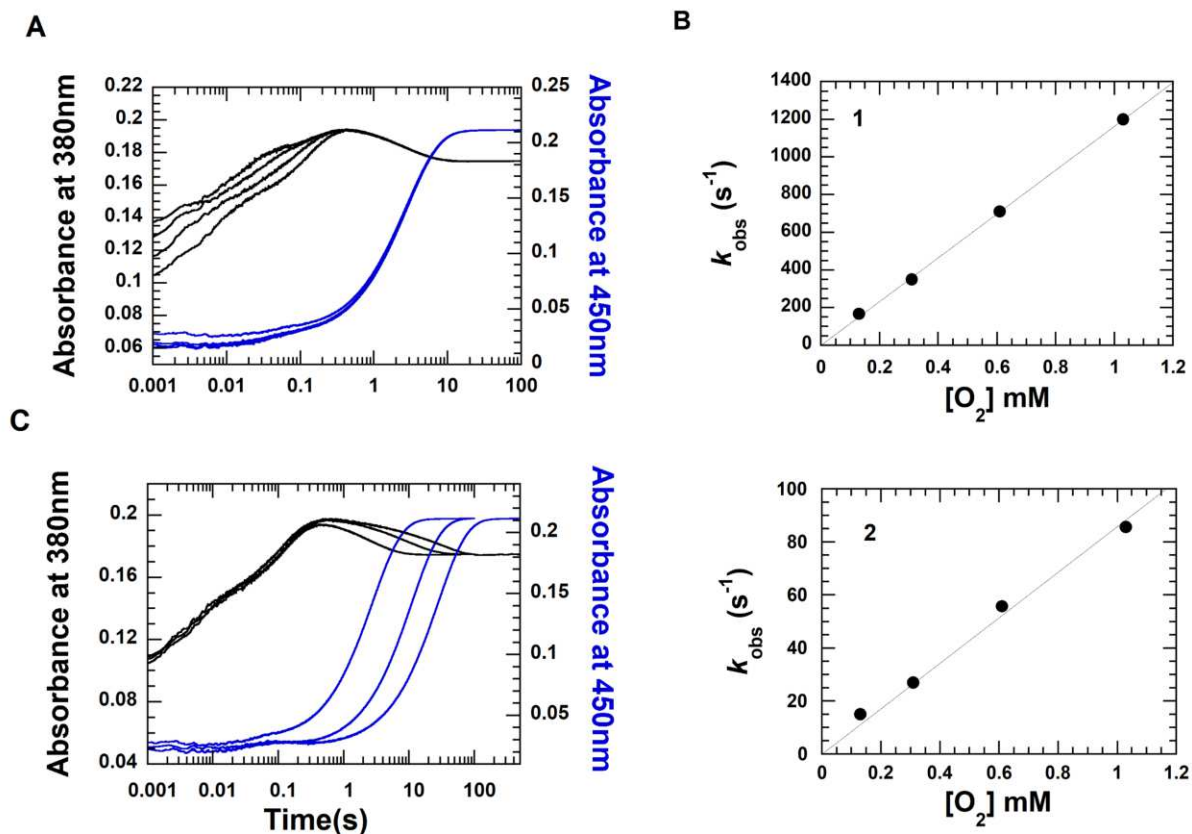 A
Absorbance at 380nm
0.22
0.2
0.18
0.16
0.14
0.12
0.1
0.08
0.06
0.25
0.2
0.15
0.1
0.05
0
Absorbance at 450nm
0.001 0.01 0.1 1 10 100
B
1
k obs (s-1)
1400
1200
1000
800
600
400
200
0
0 0.2 0.4 0.6 0.8 1 1.2
[O2] mM
C
Absorbance at 380nm
0.2
0.16
0.12
0.08
0.04
0.2
0.15
0.1
0.05
Absorbance at 450nm
0.001 0.01 0.1 1 10 100
Time(s)
2
k obs (s-1)
100
80
60
40
20
0
0 0.2 0.4 0.6 0.8 1 1.2
[O2] mM